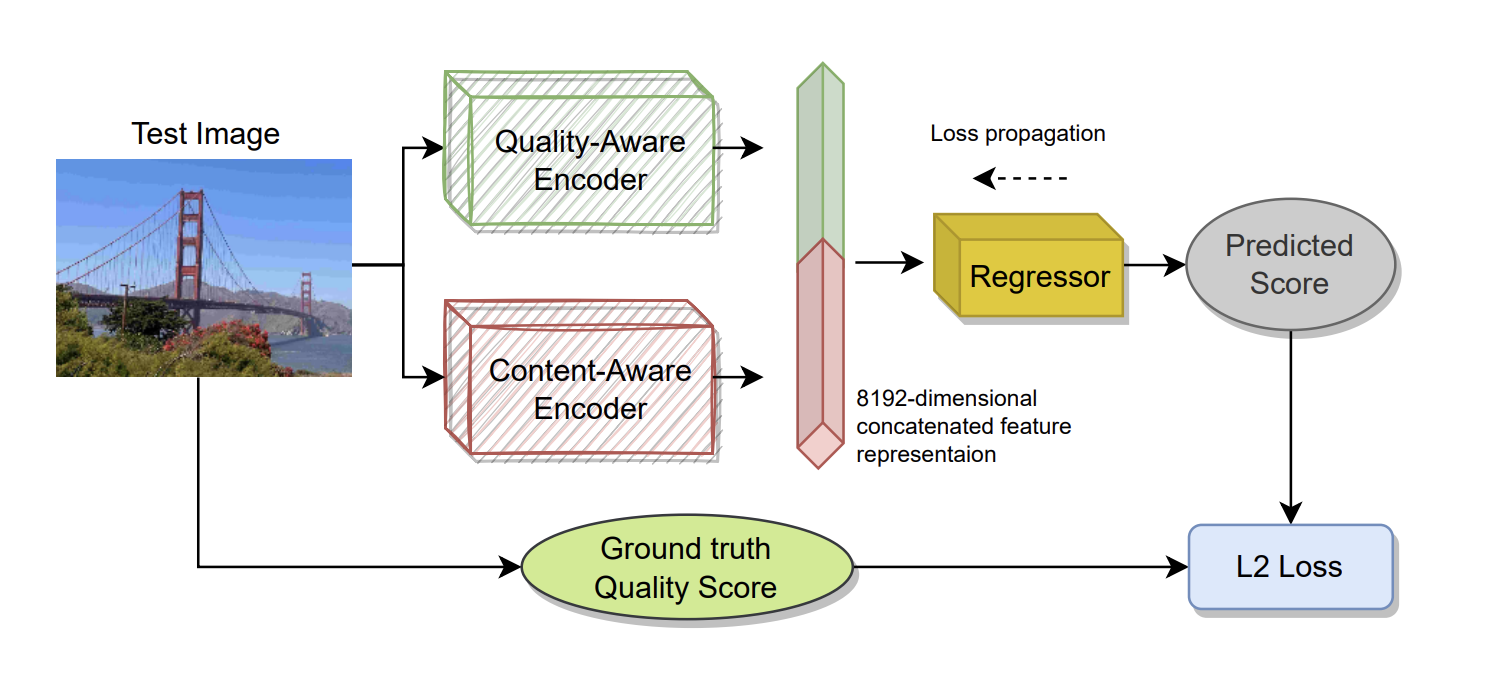 Test Image
Quality-Aware
Encoder
Content-Aware
Encoder
8192-dimensional
concatenated feature
representaion
Loss propagation
Regressor
Predicted
Score
Ground truth
Quality Score
L2 Loss